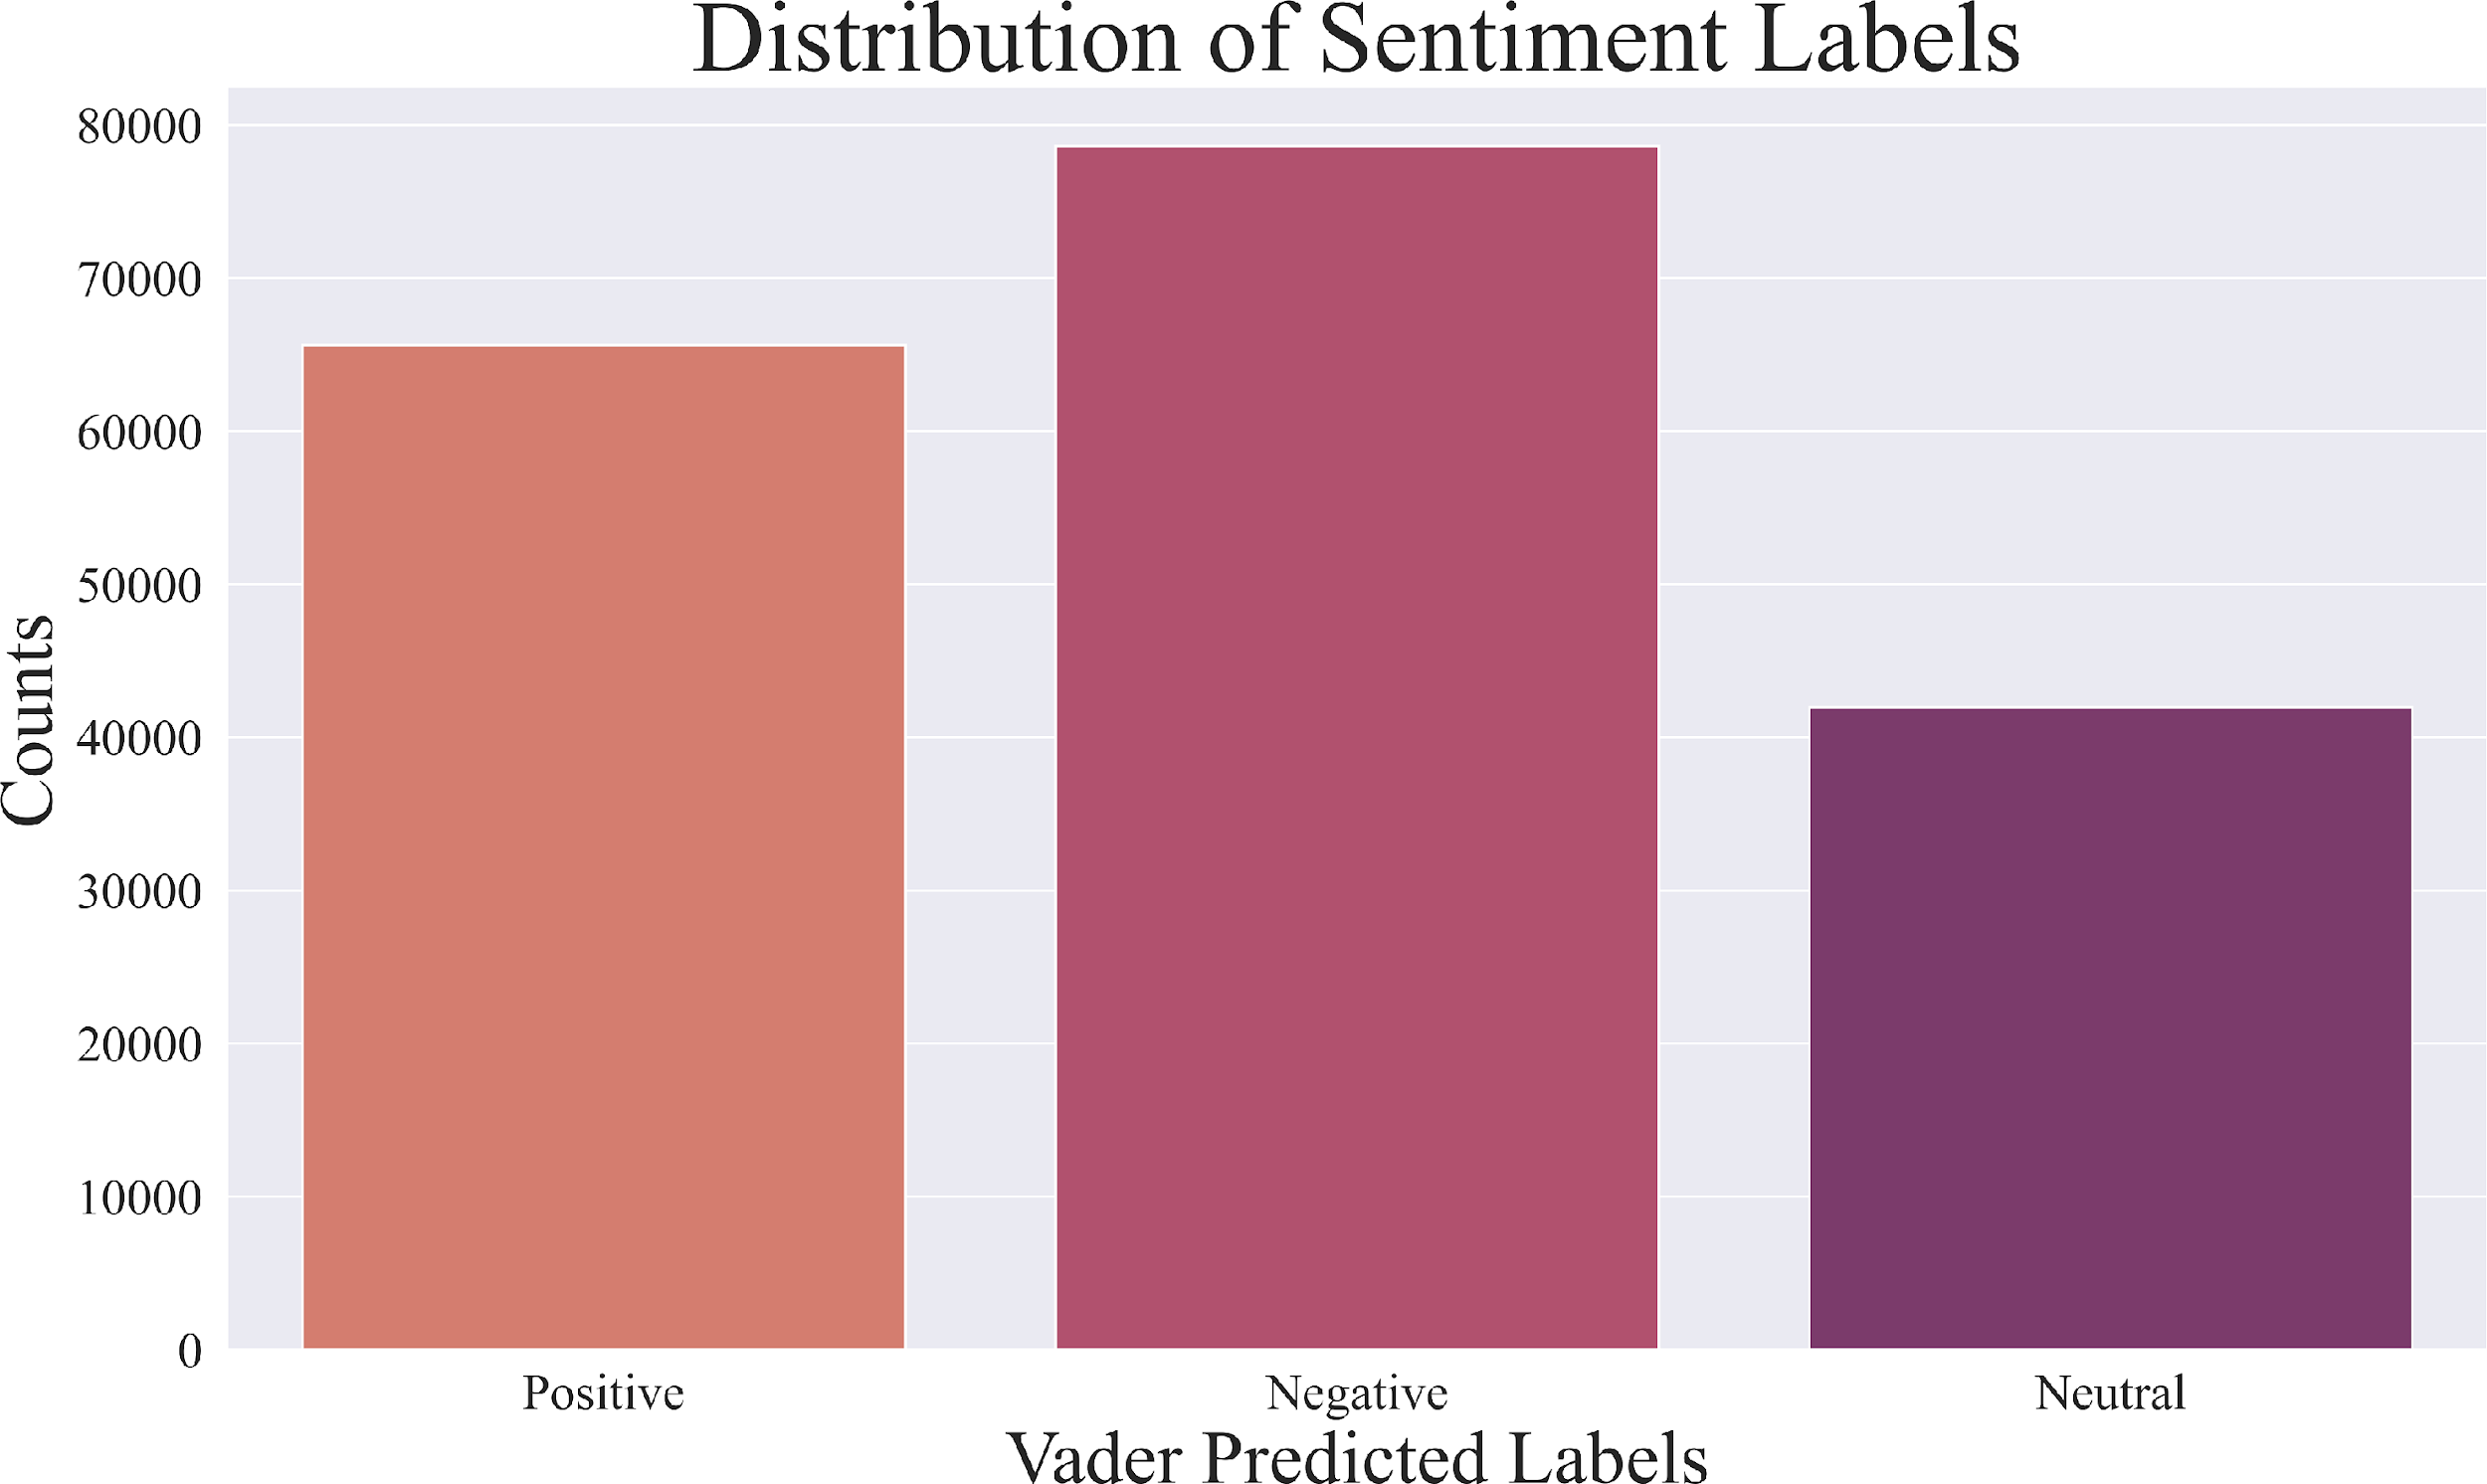 Distribution of Sentiment Labels
80000
70000
60000
50000
40000
30000
20000
10000
0
Counts
Positive Negative Neutral
Vader Predicted Labels